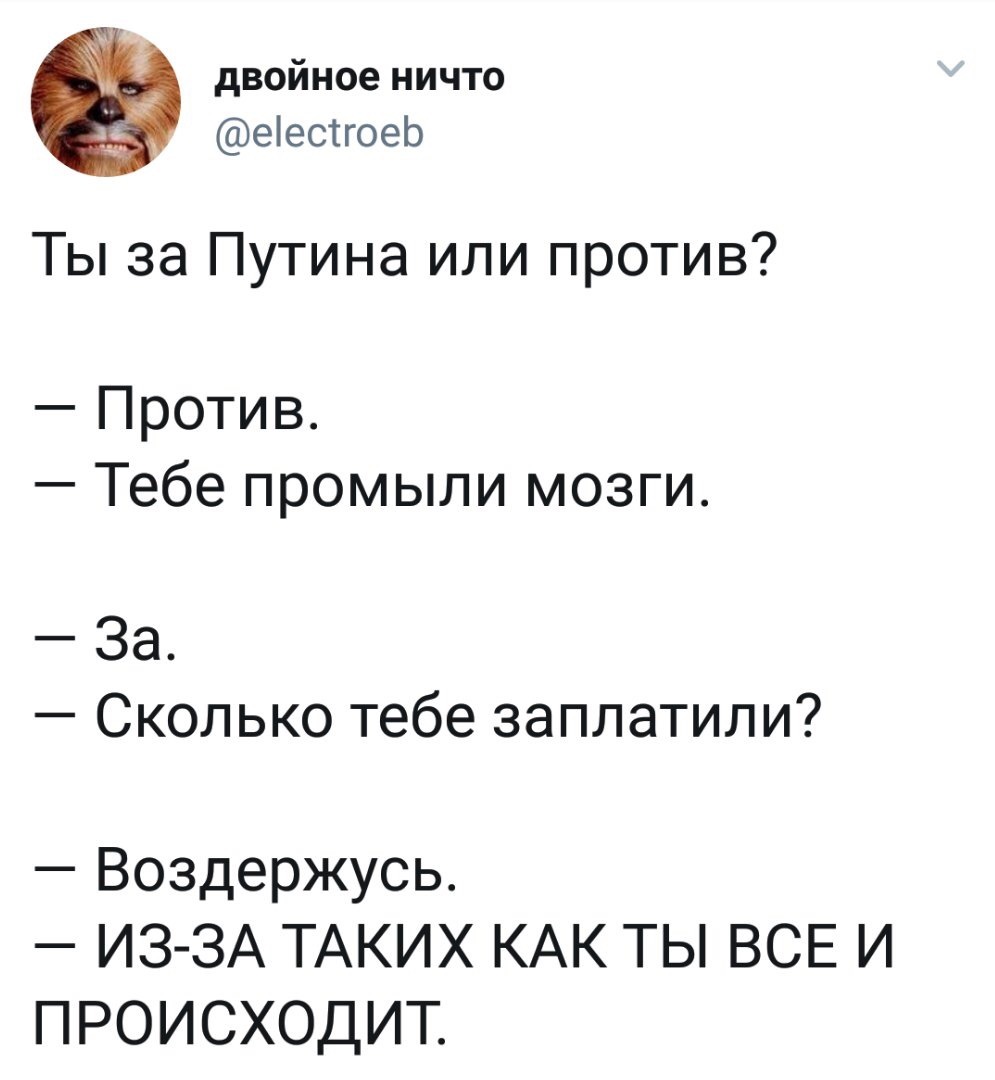 двойное ничто
@electroeb
Ты за Путина или против?
— Против.
— Тебе промыли мозги.
— За.
— Сколько тебе заплатили?
— Воздержусь.
— ИЗ-ЗА ТАКИХ КАК ТЫ ВСЕ И
ПРОИСХОДИТ.